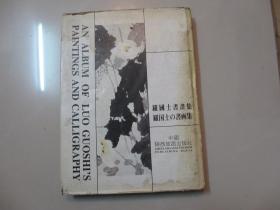 AN ALBUM OF LUO GUOSHI'S
PAINTINGS AND CALLIGRAPHY
羅國士書畫集
羅国士の書画集
中國
陝西旅遊出版社